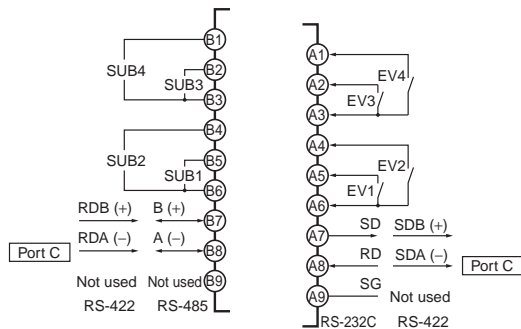 B1
SUB4
B2
SUB3
B3
B4
SUB2
B5
SUB1
B6
RDB (+) B (+) B7
RDA (−) A (−) B8
Port C
Not used Not used B9
RS-422 RS-485
A1
EV4
A2
EV3
A3
A4
EV2
A5
EV1
A6
A7 SD SDB (+)
A8 RD SDA (−) Port C
A9 SG Not used
RS-232C RS-422